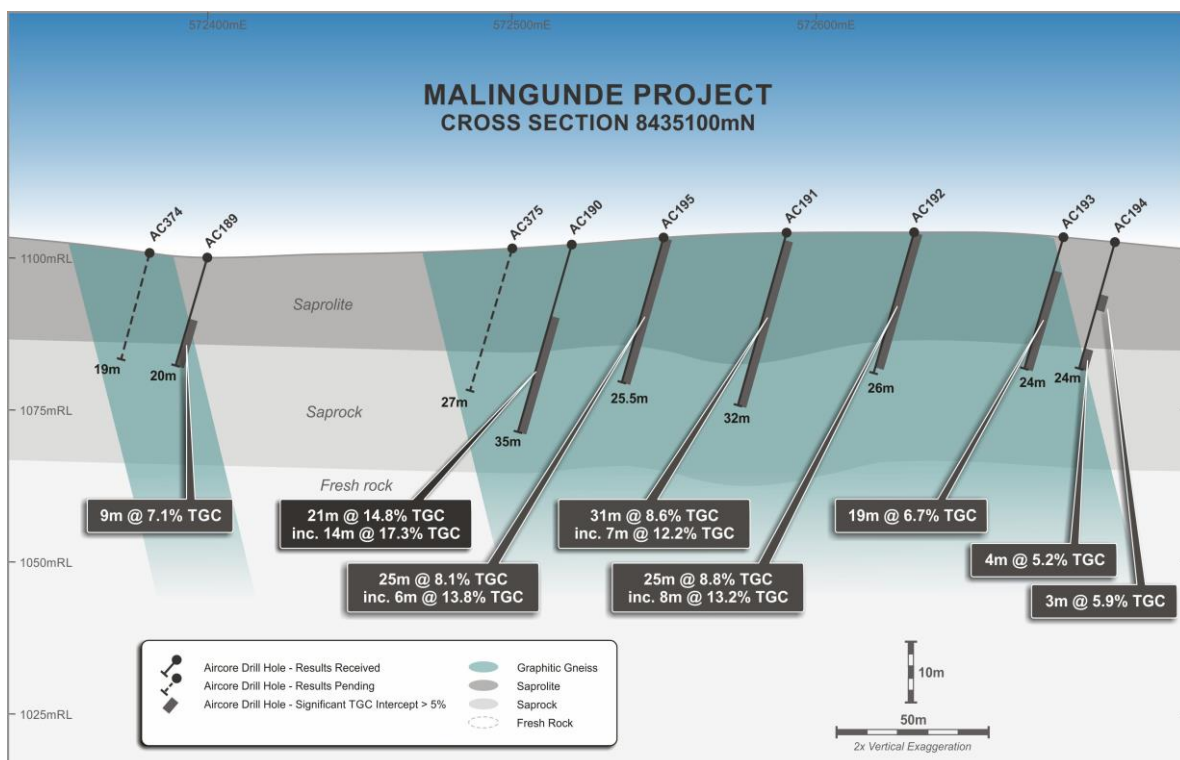 572400mE
572500mE
572600mE
MALINGUNDE PROJECT
CROSS SECTION 8435100mN
AC374
AC189
AC375
AC190
AC195
AC191
AC192
AC193
AC194
1100mRL
Saprolite
19m
20m
27m
25.5m
26m
24m
24m
1075mRL
Saprock
35m
32m
Fresh rock
9m @ 7.1% TGC
21m @ 14.8% TGC
inc. 14m @ 17.3% TGC
31m @ 8.6% TGC
inc. 7m @ 12.2% TGC
19m @ 6.7% TGC
1050mRL
25m @ 8.1% TGC
inc. 6m @ 13.8% TGC
25m @ 8.8% TGC
inc. 8m @ 13.2% TGC
4m @ 5.2% TGC
3m @ 5.9% TGC
Aircore Drill Hole - Results Received
Aircore Drill Hole - Results Pending
Aircore Drill Hole - Significant TGC Intercept > 5%
Graphitic Gneiss
Saprolite
Saprock
Fresh Rock
10m
1025mRL
50m
2x Vertical Exaggeration